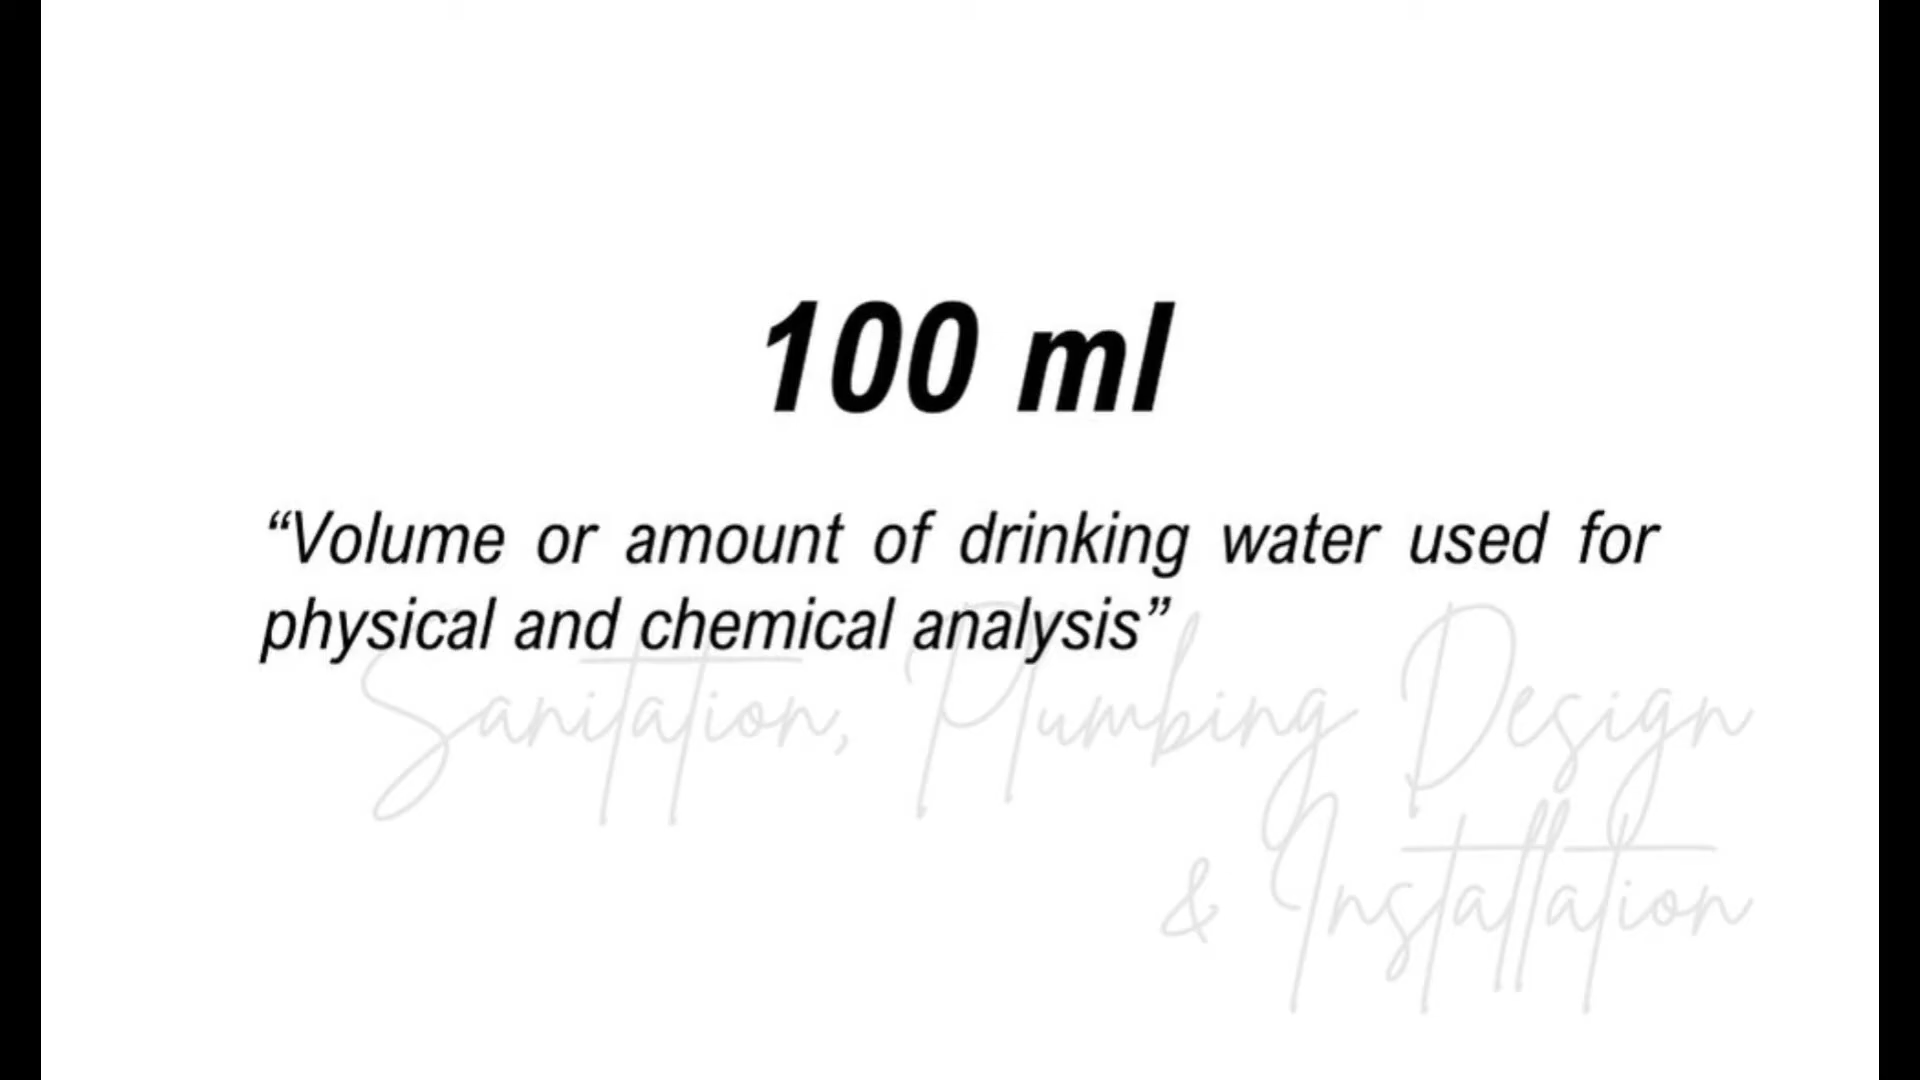 100 ml
“Volume or amount of drinking water used for
physical and chemical analysis”
Sanitation, Plumbing Design
& Installation